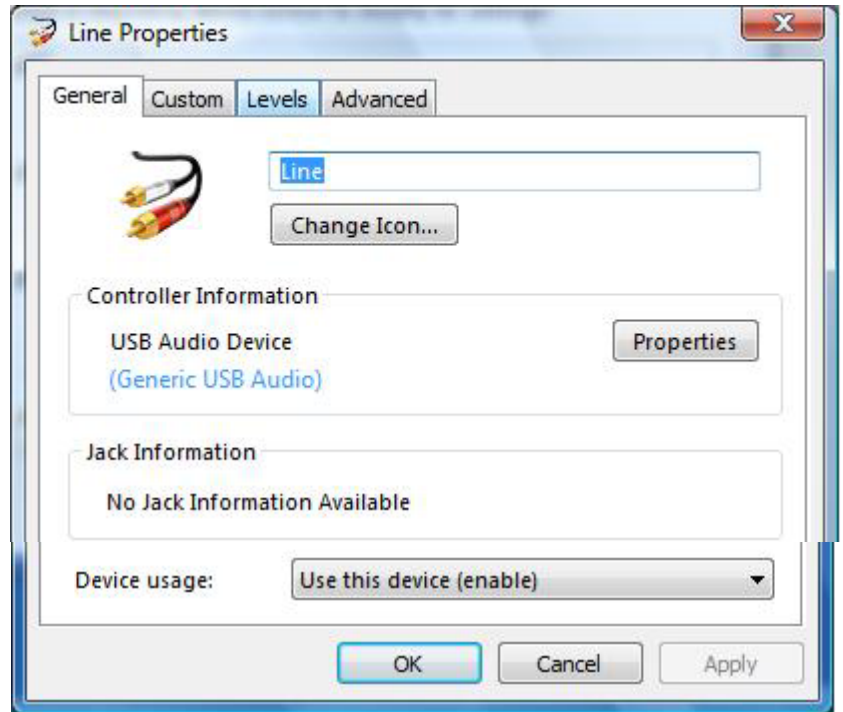 Line Properties
General Custom Levels Advanced
Line
Change Icon...
Controller Information
USB Audio Device
Properties
(Generic USB Audio)
Jack Information
No Jack Information Available
Device usage: Use this device (enable)
OK Cancel Apply